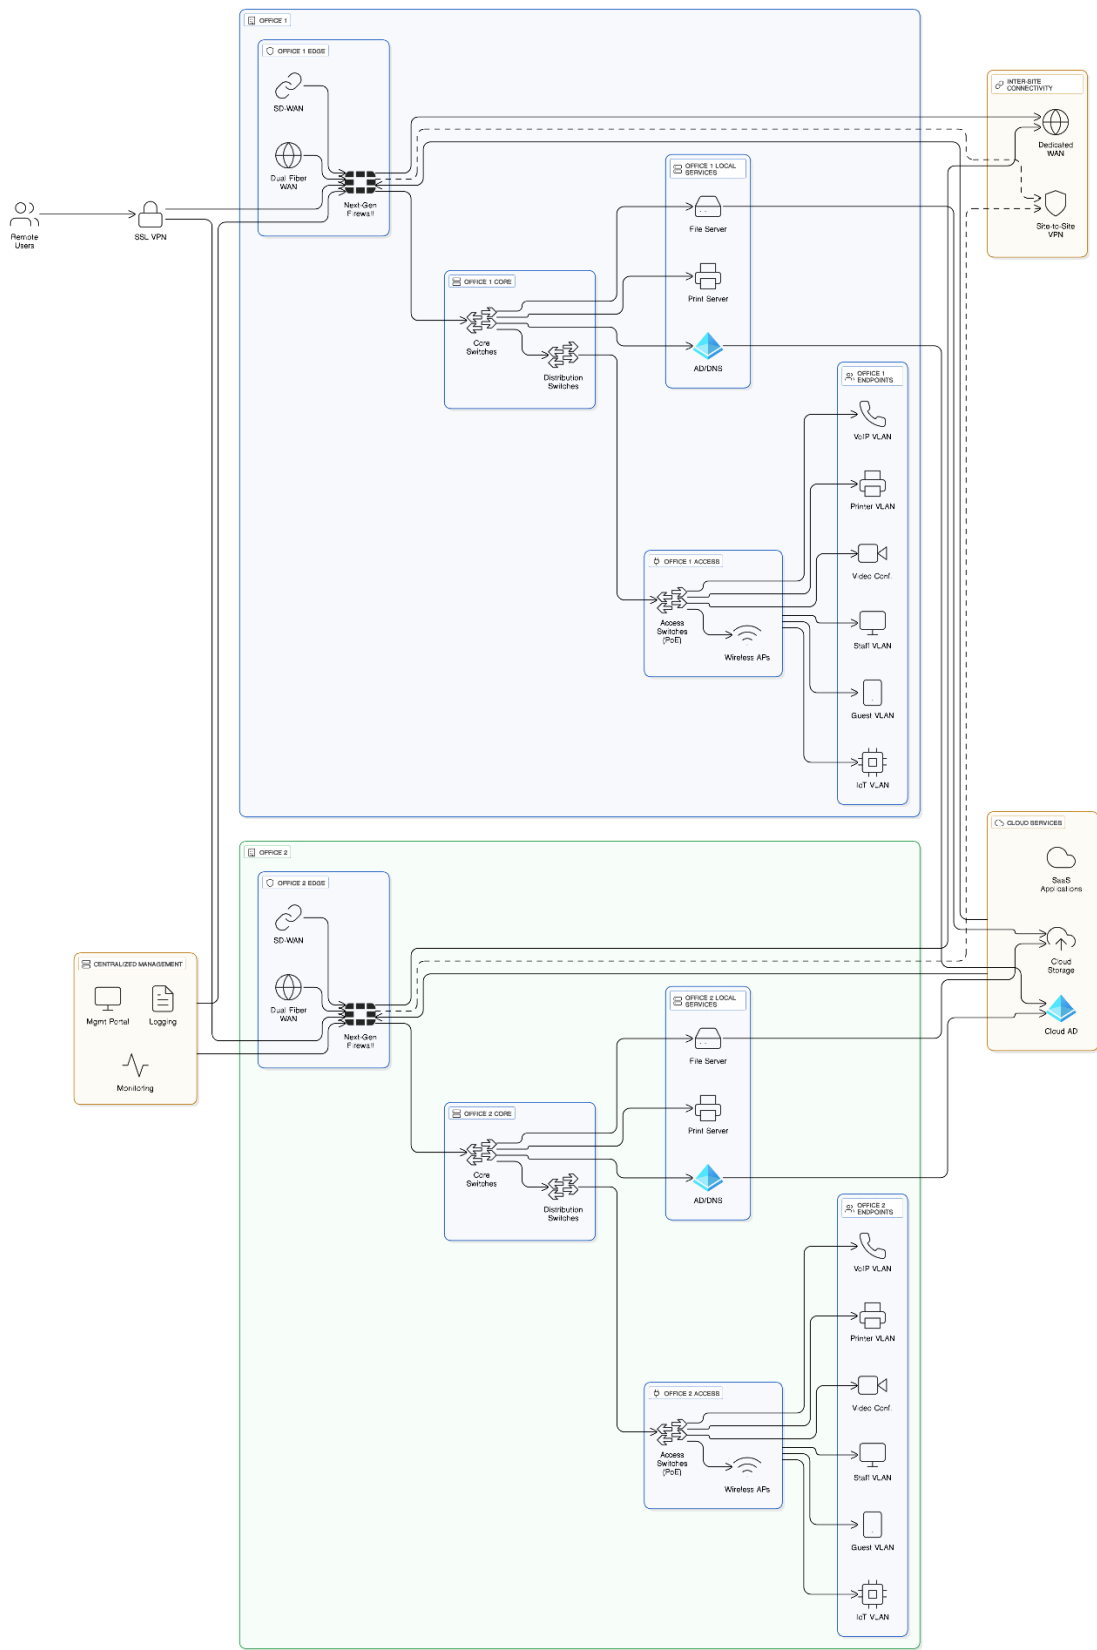 OFFICE 1
OFFICE 1 EDGE
SD-WAN
Dual Fiber
WAN
Next-Gen
Firewall
Remote
Users
SSL VPN
OFFICE 1 CORE
Core
Switches
Distribution
Switches
OFFICE 1 LOCAL
SERVICES
File Server
Print Server
AD/DNS
OFFICE 1 ACCESS
Access
Switches
(PoE)
Wireless APs
OFFICE 1
ENDPOINTS
VoIP VLAN
Printer VLAN
Video Conf.
Staff VLAN
Guest VLAN
IoT VLAN
INTER-SITE
CONNECTIVITY
Dedicated
WAN
Site-to-Site
VPN
CLOUD SERVICES
SaaS
Applications
Cloud
Storage
Cloud AD
CENTRALIZED MANAGEMENT
Mgmt Portal
Logging
Monitoring
OFFICE 2
OFFICE 2 EDGE
SD-WAN
Dual Fiber
WAN
Next-Gen
Firewall
OFFICE 2 CORE
Core
Switches
Distribution
Switches
OFFICE 2 LOCAL
SERVICES
File Server
Print Server
AD/DNS
OFFICE 2 ACCESS
Access
Switches
(PoE)
Wireless APs
OFFICE 2
ENDPOINTS
VoIP VLAN
Printer VLAN
Video Conf.
Staff VLAN
Guest VLAN
IoT VLAN